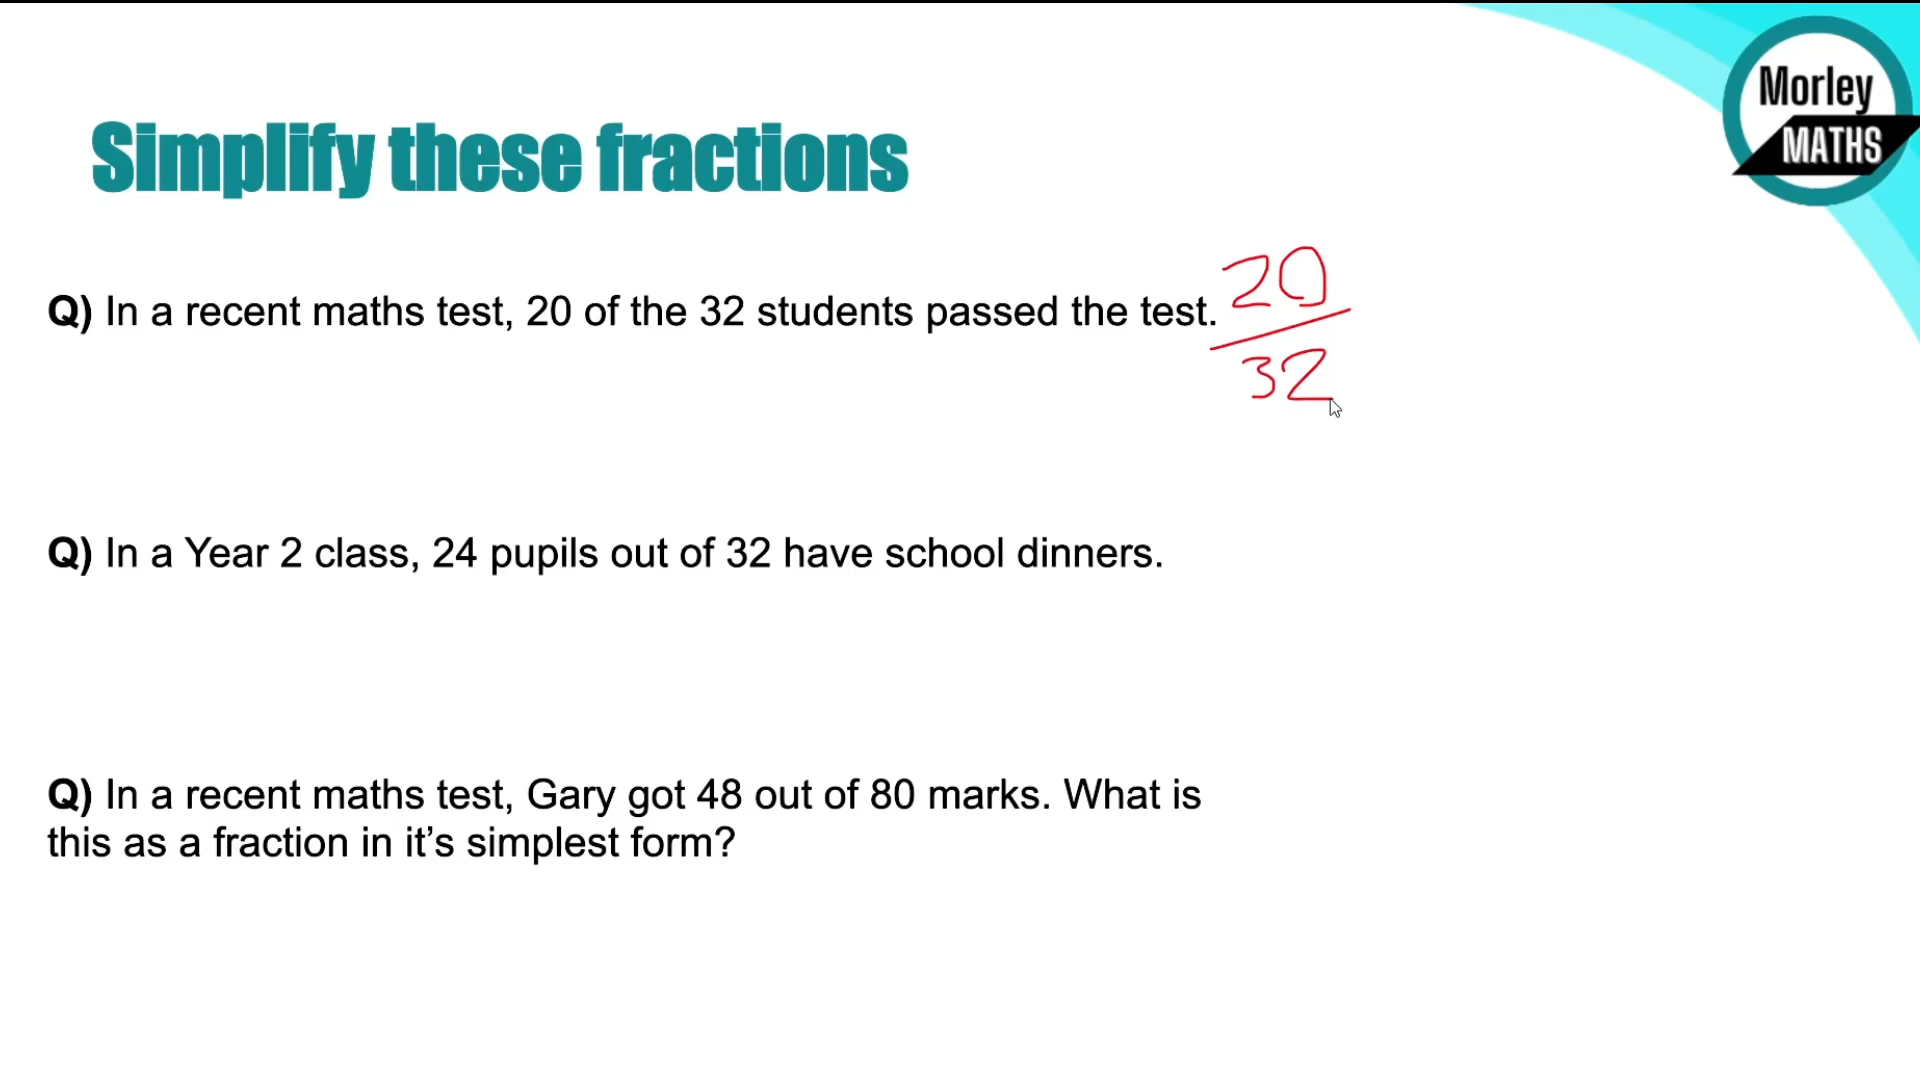 Morley
MATHS
Simplify these fractions
Q) In a recent maths test, 20 of the 32 students passed the test.
20
32
Q) In a Year 2 class, 24 pupils out of 32 have school dinners.
Q) In a recent maths test, Gary got 48 out of 80 marks. What is
this as a fraction in it’s simplest form?